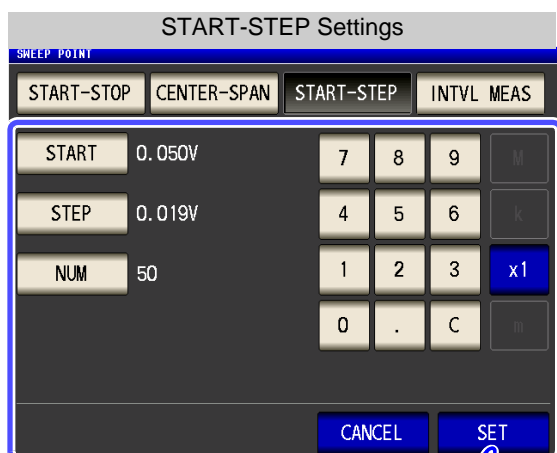 START-STEP Settings
SWEEP POINT
START-STOP CENTER-SPAN START-STEP INTVL MEAS
START 0.050V 7 8 9 M
STEP 0.019V 4 5 6 k
NUM 50 1 2 3 x1
0 . C m
CANCEL SET